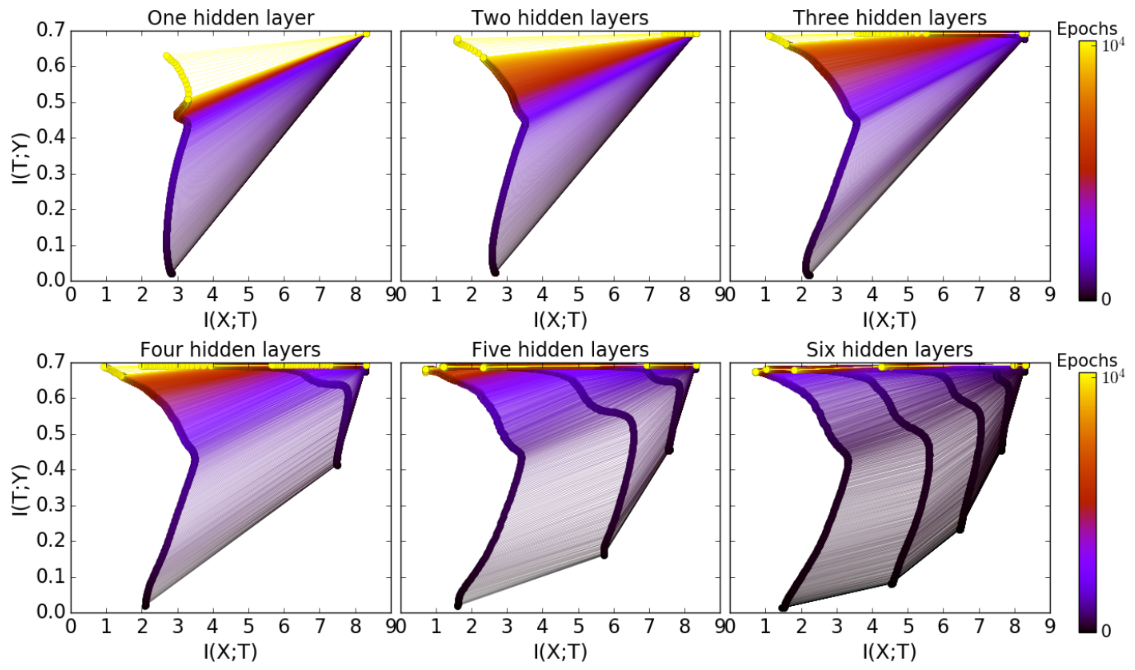 One hidden layer
Two hidden layers
Three hidden layers
Epochs
10^4
0
0.7
0.6
0.5
0.4
0.3
0.2
0.1
0.0
I(T;Y)
0 1 2 3 4 5 6 7 8 9
0 1 2 3 4 5 6 7 8 9
0 1 2 3 4 5 6 7 8 9
I(X;T)
I(X;T)
I(X;T)
Four hidden layers
Five hidden layers
Six hidden layers
Epochs
10^4
0
0.7
0.6
0.5
0.4
0.3
0.2
0.1
0.0
I(T;Y)
0 1 2 3 4 5 6 7 8 9
0 1 2 3 4 5 6 7 8 9
0 1 2 3 4 5 6 7 8 9
I(X;T)
I(X;T)
I(X;T)